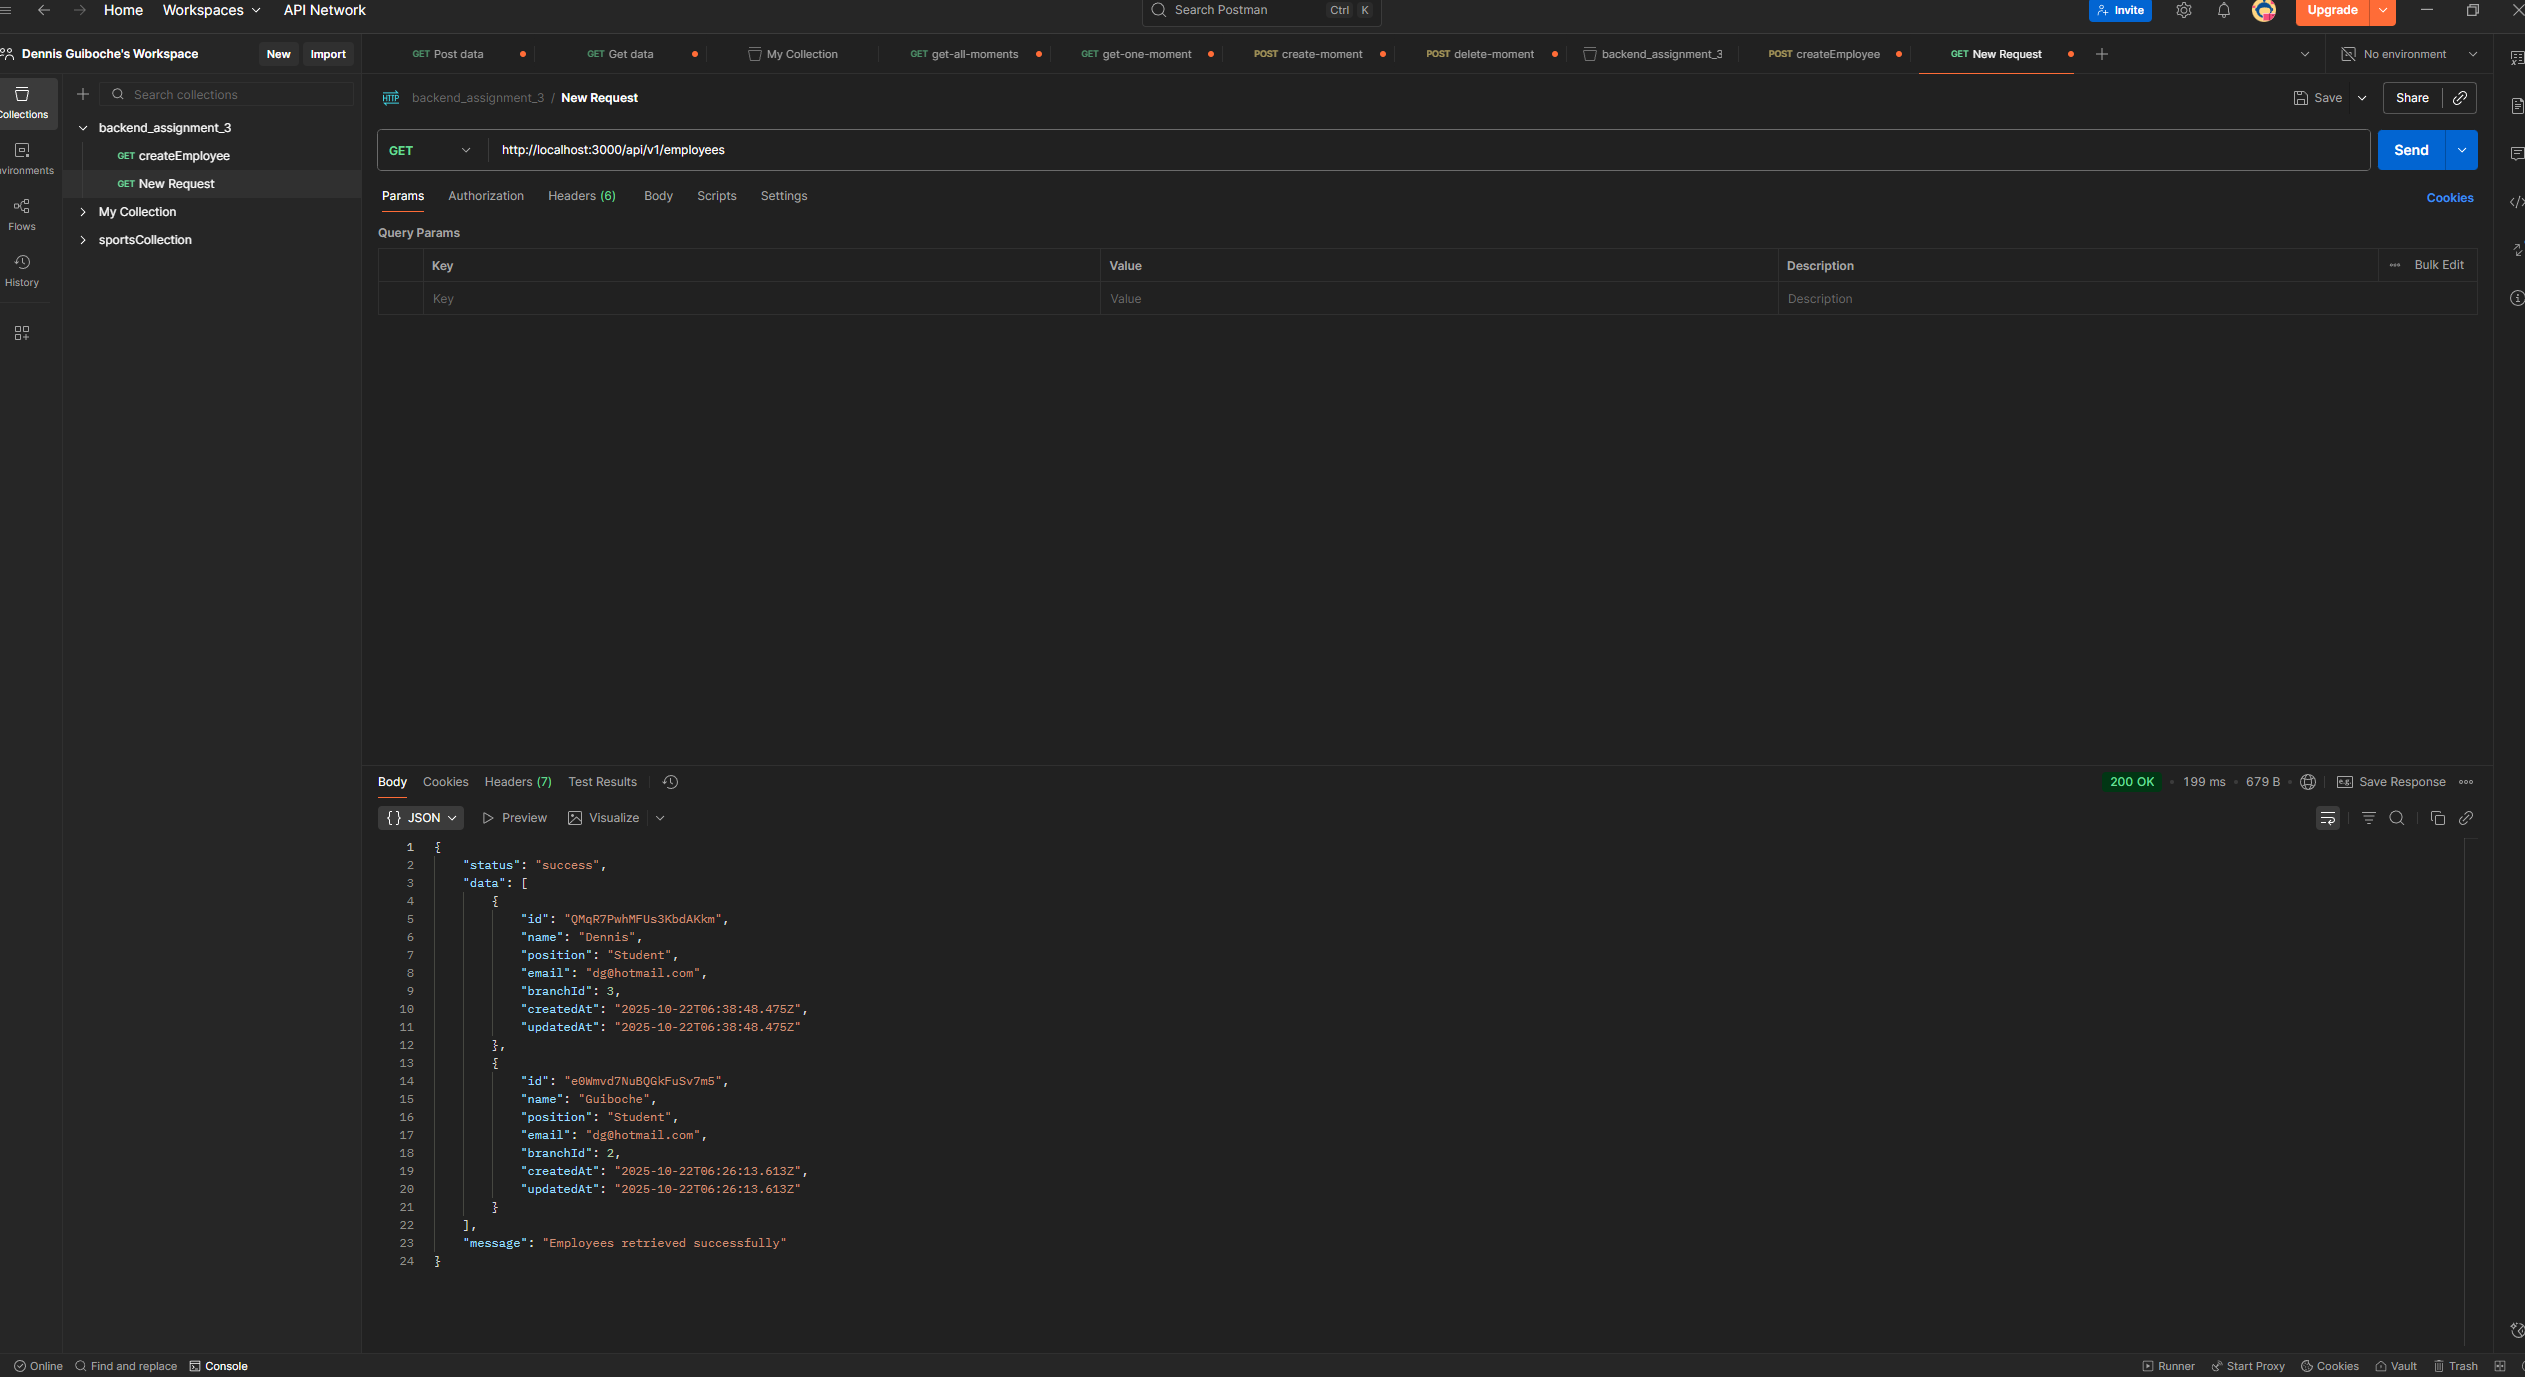 Home Workspaces API Network Search Postman Ctrl K Invite Upgrade
Dennis Guiboche's Workspace New Import
GET Post data GET Get data My Collection GET get-all-moments GET get-one-moment POST create-moment POST delete-moment backend_assignment_3 POST createEmployee GET New Request No environment
Search collections
Collections
backend_assignment_3
GET createEmployee
GET New Request
My Collection
sportsCollection
Flows
History
backend_assignment_3 / New Request Save Share
GET http://localhost:3000/api/v1/employees Send
Params Authorization Headers (6) Body Scripts Settings Cookies
Query Params
Key Value Description Bulk Edit
Key Value Description
Body Cookies Headers (7) Test Results 200 OK 199 ms 679 B Save Response
{} JSON Preview Visualize
1 {
2 "status": "success",
3 "data": [
4 {
5 "id": "QMqR7PwhMFUs3KbdAKkm",
6 "name": "Dennis",
7 "position": "Student",
8 "email": "dg@hotmail.com",
9 "branchId": 3,
10 "createdAt": "2025-10-22T06:38:48.475Z",
11 "updatedAt": "2025-10-22T06:38:48.475Z"
12 },
13 {
14 "id": "e0Wmvd7NuBQGkFuSv7m5",
15 "name": "Guiboche",
16 "position": "Student",
17 "email": "dg@hotmail.com",
18 "branchId": 2,
19 "createdAt": "2025-10-22T06:26:13.613Z",
20 "updatedAt": "2025-10-22T06:26:13.613Z"
21 }
22 ],
23 "message": "Employees retrieved successfully"
24 }
Online Find and replace Console Runner Start Proxy Cookies Vault Trash